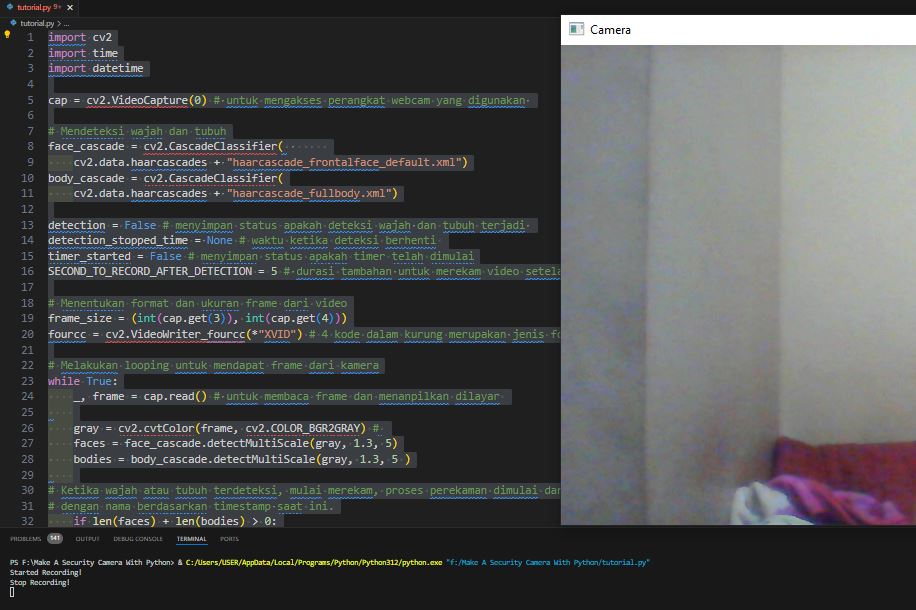 tutorial.py 9+
tutorial.py > ...
Camera
1 import cv2
2 import time
3 import datetime
4
5 cap = cv2.VideoCapture(0) # untuk mengakses perangkat webcam yang digunakan
6
7 # Mendeteksi wajah dan tubuh
8 face_cascade = cv2.CascadeClassifier(
9 cv2.data.haarcascades + "haarcascade_frontalface_default.xml")
10 body_cascade = cv2.CascadeClassifier(
11 cv2.data.haarcascades + "haarcascade_fullbody.xml")
12
13 detection = False # menyimpan status apakah deteksi wajah dan tubuh terjadi
14 detection_stopped_time = None # waktu ketika deteksi berhenti
15 timer_started = False # menyimpan status apakah timer telah dimulai
16 SECOND_TO_RECORD_AFTER_DETECTION = 5 # durasi tambahan untuk merekam video setela
17
18 # Menentukan format dan ukuran frame dari video
19 frame_size = (int(cap.get(3)), int(cap.get(4)))
20 fourcc = cv2.VideoWriter_fourcc(*"XVID") # 4 kode dalam kurung merupakan jenis fo
21
22 # Melakukan looping untuk mendapat frame dari kamera
23 while True:
24 _, frame = cap.read() # untuk membaca frame dan menanpilkan dilayar
25
26 gray = cv2.cvtColor(frame, cv2.COLOR_BGR2GRAY) #
27 faces = face_cascade.detectMultiScale(gray, 1.3, 5)
28 bodies = body_cascade.detectMultiScale(gray, 1.3, 5 )
29
30 # Ketika wajah atau tubuh terdeteksi, mulai merekam, proses perekaman dimulai dan
31 # dengan nama berdasarkan timestamp saat ini.
32 if len(faces) + len(bodies) > 0:
PROBLEMS 141 OUTPUT DEBUG CONSOLE TERMINAL PORTS
PS F:\Make A Security Camera With Python> & C:/Users/USER/AppData/Local/Programs/Python/Python312/python.exe "f:/Make A Security Camera With Python/tutorial.py"
Started Recording!
Stop Recording!